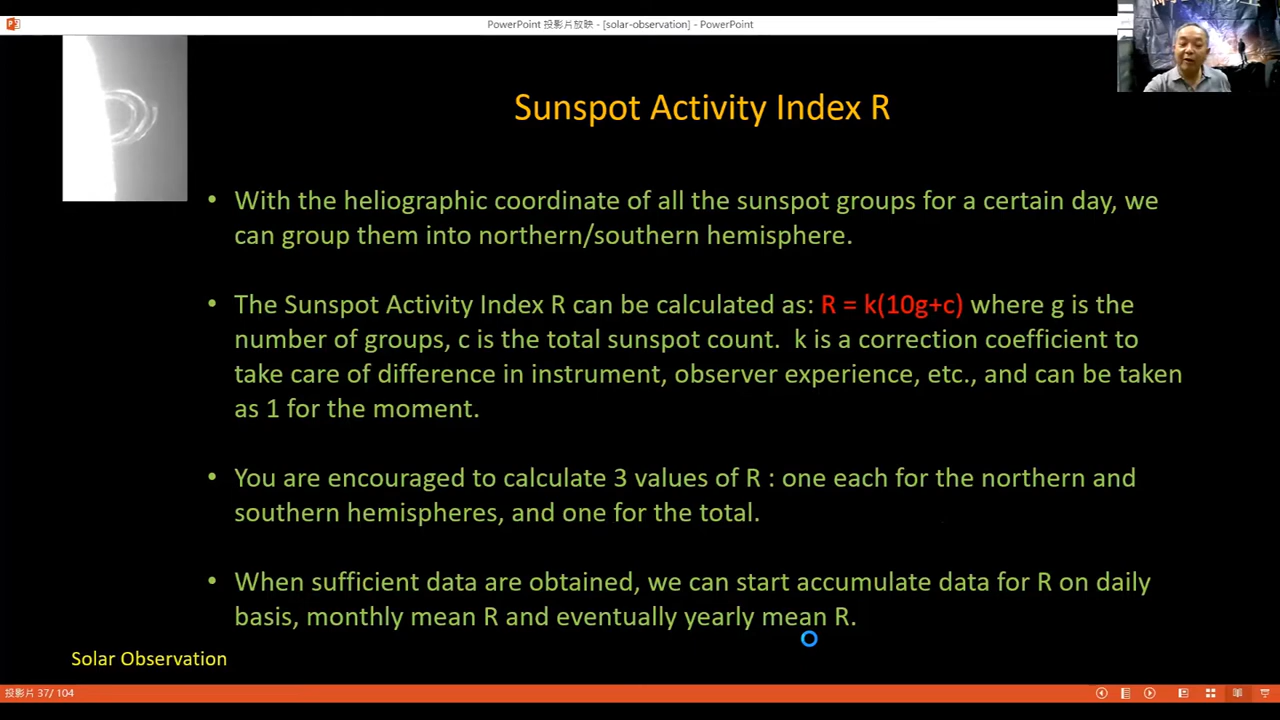 PowerPoint 投影片放映 - [solar-observation] - PowerPoint
Sunspot Activity Index R
• With the heliographic coordinate of all the sunspot groups for a certain day, we
can group them into northern/southern hemisphere.
• The Sunspot Activity Index R can be calculated as: R = k(10g+c) where g is the
number of groups, c is the total sunspot count. k is a correction coefficient to
take care of difference in instrument, observer experience, etc., and can be taken
as 1 for the moment.
• You are encouraged to calculate 3 values of R : one each for the northern and
southern hemispheres, and one for the total.
• When sufficient data are obtained, we can start accumulate data for R on daily
basis, monthly mean R and eventually yearly mean R.
Solar Observation
投影片 37/ 104